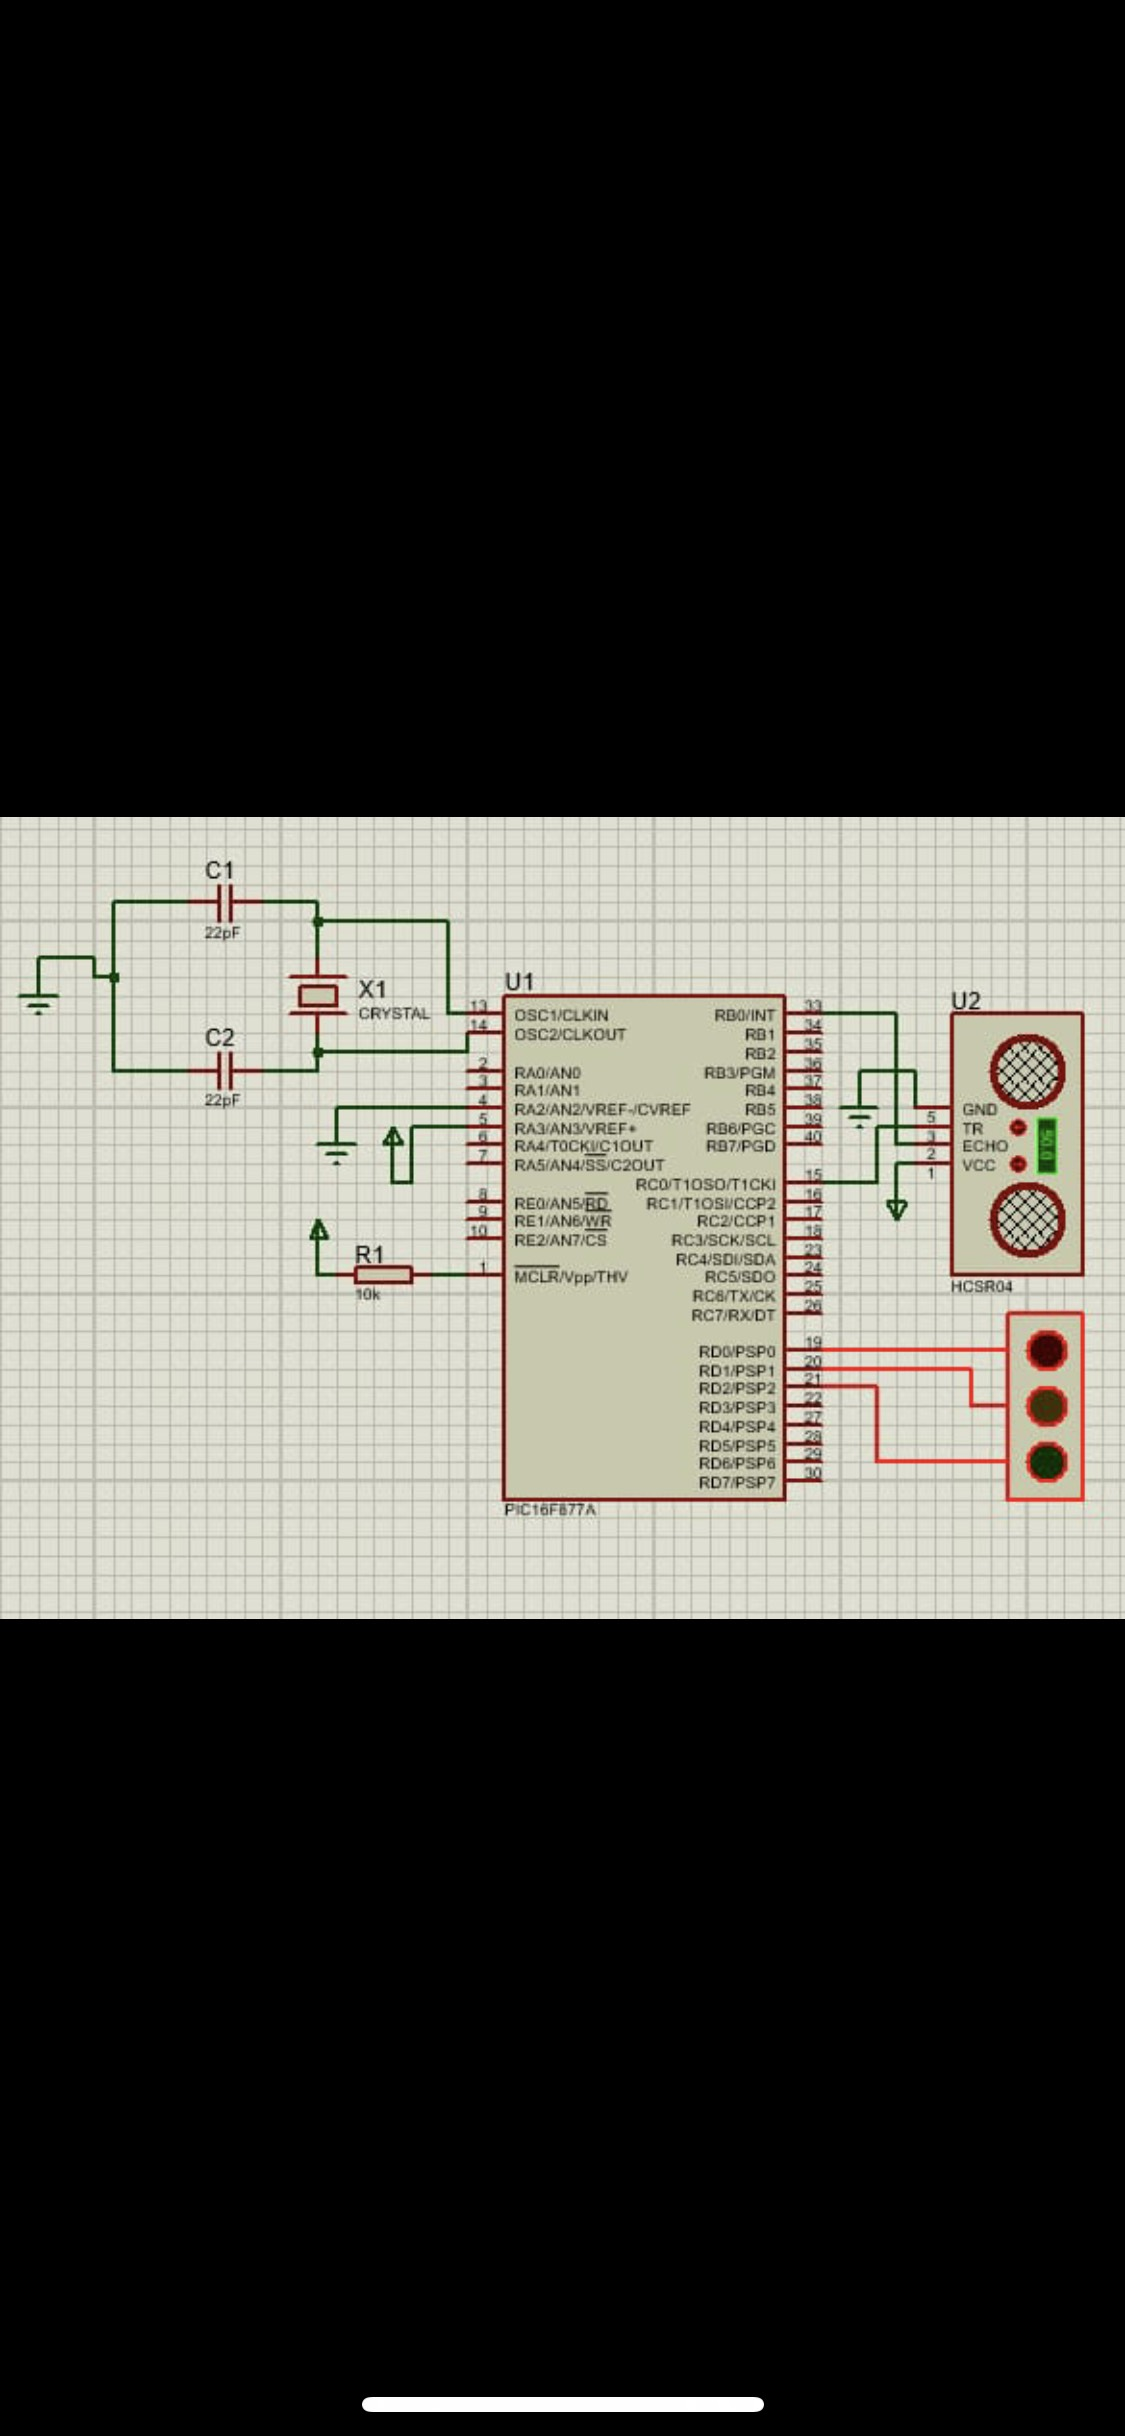 C1
22pF
X1
CRYSTAL
C2
22pF
U1
13 OSC1/CLKIN
14 OSC2/CLKOUT
2 RA0/AN0
3 RA1/AN1
4 RA2/AN2/VREF-/CVREF
5 RA3/AN3/VREF+
6 RA4/T0CKI/C1OUT
7 RA5/AN4/SS/C2OUT
8 RE0/AN5/RD
9 RE1/AN6/WR
10 RE2/AN7/CS
1 MCLR/Vpp/THV
R1
10k
RB0/INT 33
RB1 34
RB2 35
RB3/PGM 36
RB4 37
RB5 38
RB6/PGC 39
RB7/PGD 40
RC0/T1OSO/T1CKI 15
RC1/T1OSI/CCP2 16
RC2/CCP1 17
RC3/SCK/SCL 18
RC4/SDI/SDA 23
RC5/SDO 24
RC6/TX/CK 25
RC7/RX/DT 26
RD0/PSP0 19
RD1/PSP1 20
RD2/PSP2 21
RD3/PSP3 22
RD4/PSP4 27
RD5/PSP5 28
RD6/PSP6 29
RD7/PSP7 30
PIC16F877A
U2
GND
5 TR
3 ECHO
2 VCC
1
HCSR04